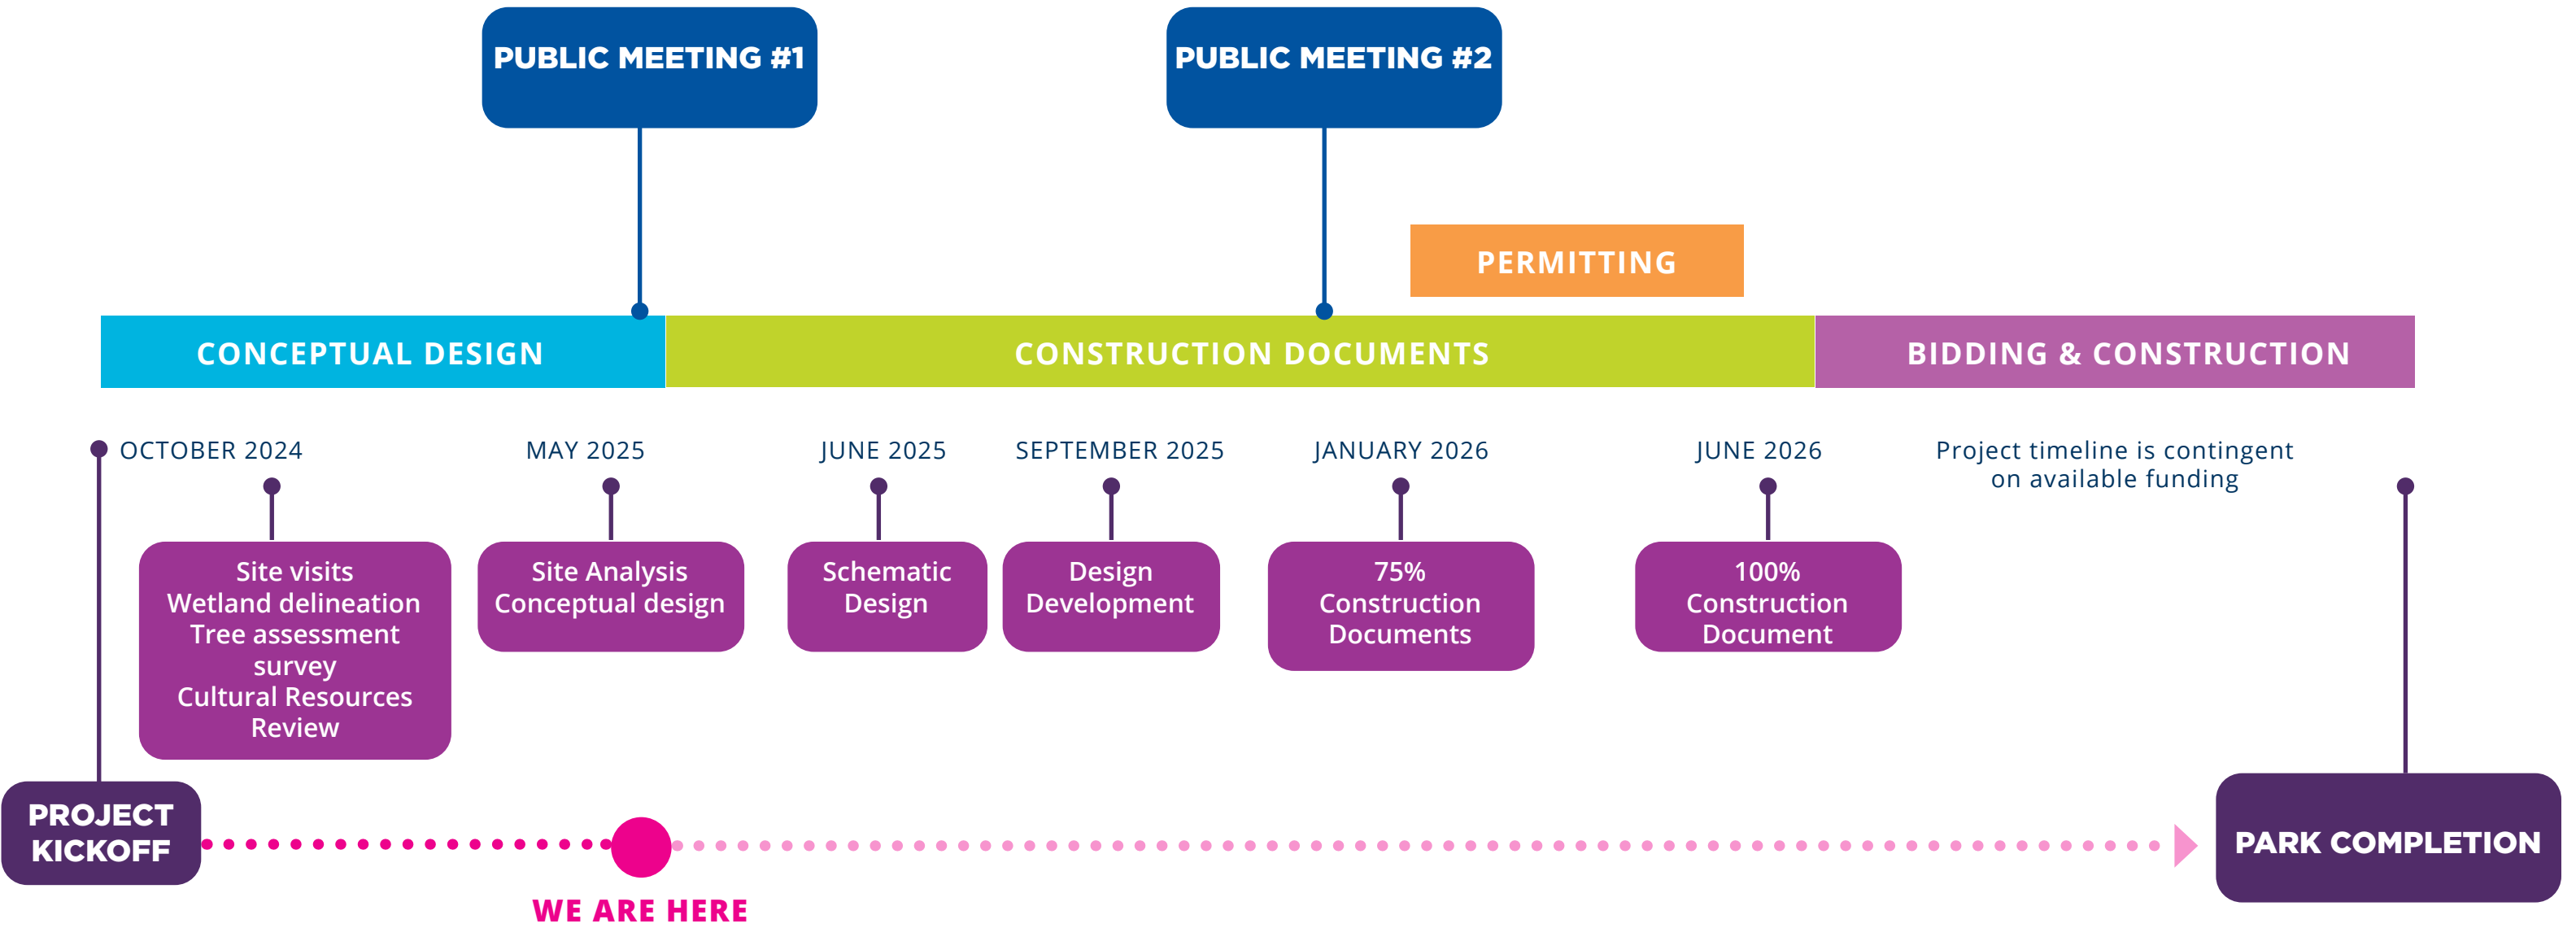 PUBLIC MEETING #1
PUBLIC MEETING #2
PERMITTING
CONCEPTUAL DESIGN
CONSTRUCTION DOCUMENTS
BIDDING & CONSTRUCTION
OCTOBER 2024
MAY 2025
JUNE 2025
SEPTEMBER 2025
JANUARY 2026
JUNE 2026
Project timeline is contingent
on available funding
Site visits
Wetland delineation
Tree assessment
survey
Cultural Resources
Review
Site Analysis
Conceptual design
Schematic
Design
Design
Development
75%
Construction
Documents
100%
Construction
Document
PROJECT
KICKOFF
PARK COMPLETION
WE ARE HERE